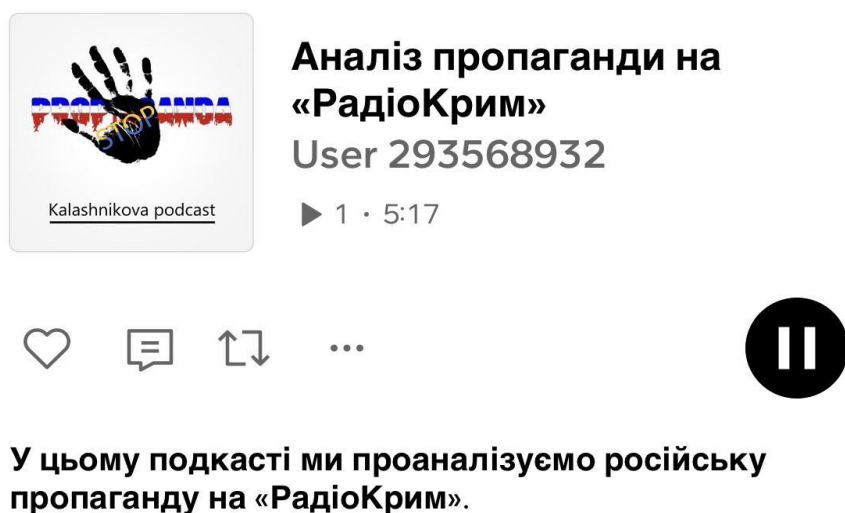 PROPAGANDA
STOP
Kalashnikova podcast
Аналіз пропаганди на
«РадіоКрим»
User 293568932
1 · 5:17
У цьому подкасті ми проаналізуємо російську
пропаганду на «РадіоКрим».